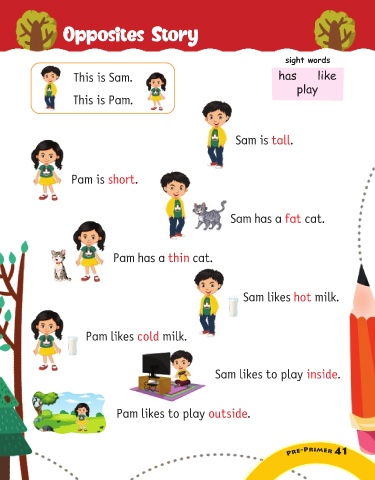 Opposites Story
sight words
has like
play
This is Sam.
This is Pam.
Sam is tall.
Pam is short.
Sam has a fat cat.
Pam has a thin cat.
Sam likes hot milk.
Pam likes cold milk.
Sam likes to play inside.
Pam likes to play outside.
PRE-PRIMER 41